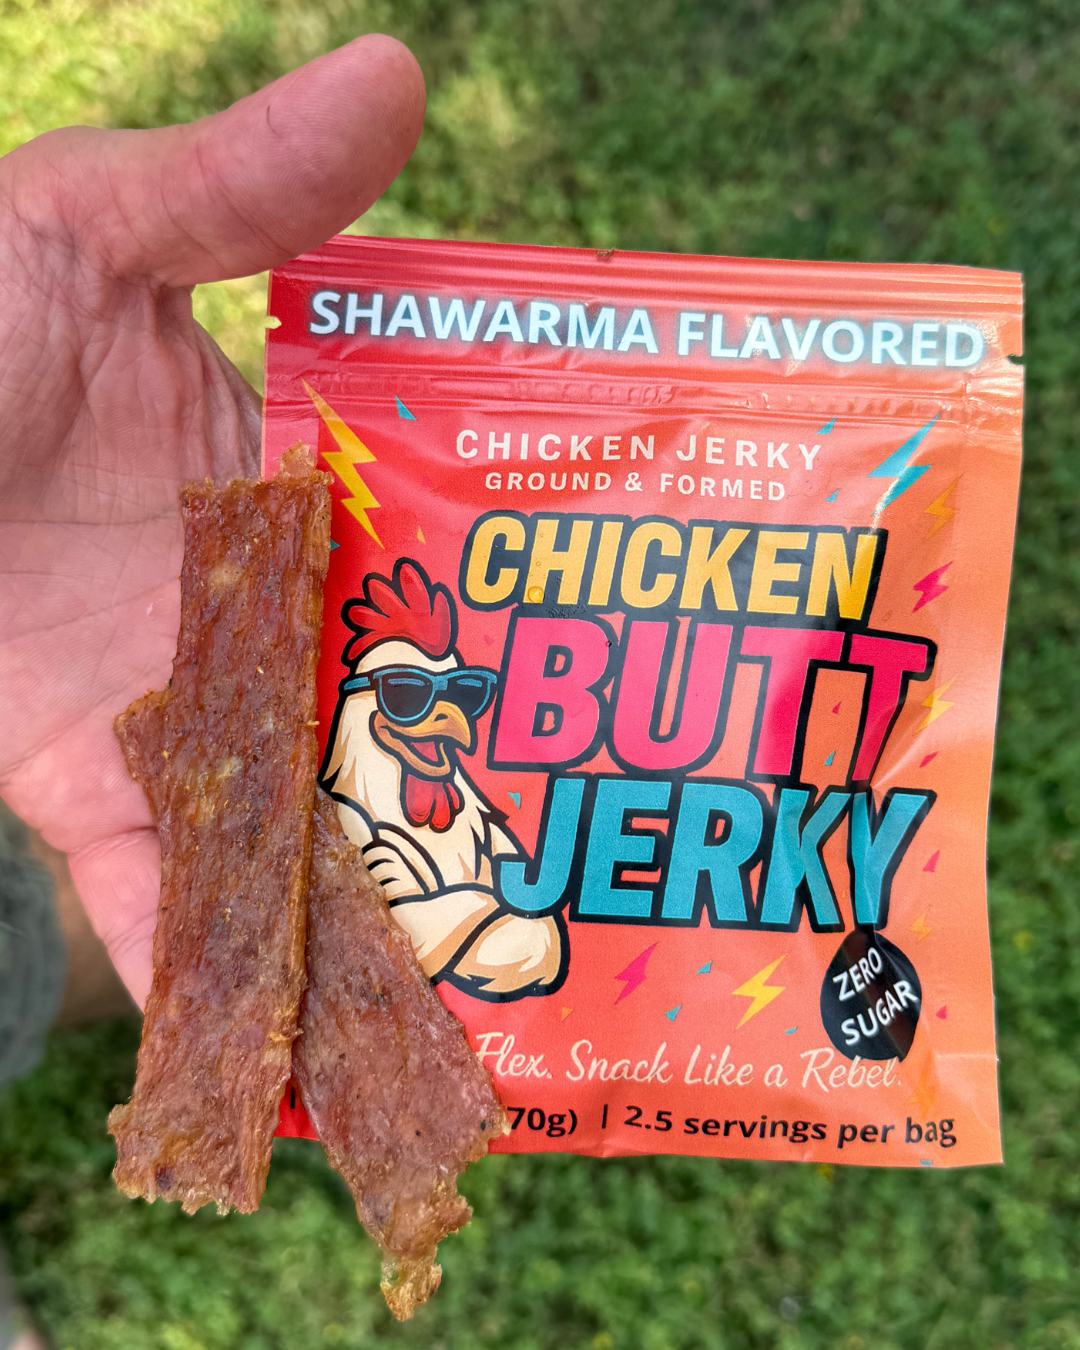 SHAWARMA FLAVORED
CHICKEN JERKY
GROUND & FORMED
CHICKEN
BUTT
JERKY
ZERO
SUGAR
Flex. Snack Like a Rebel.
70g) | 2.5 servings per bag